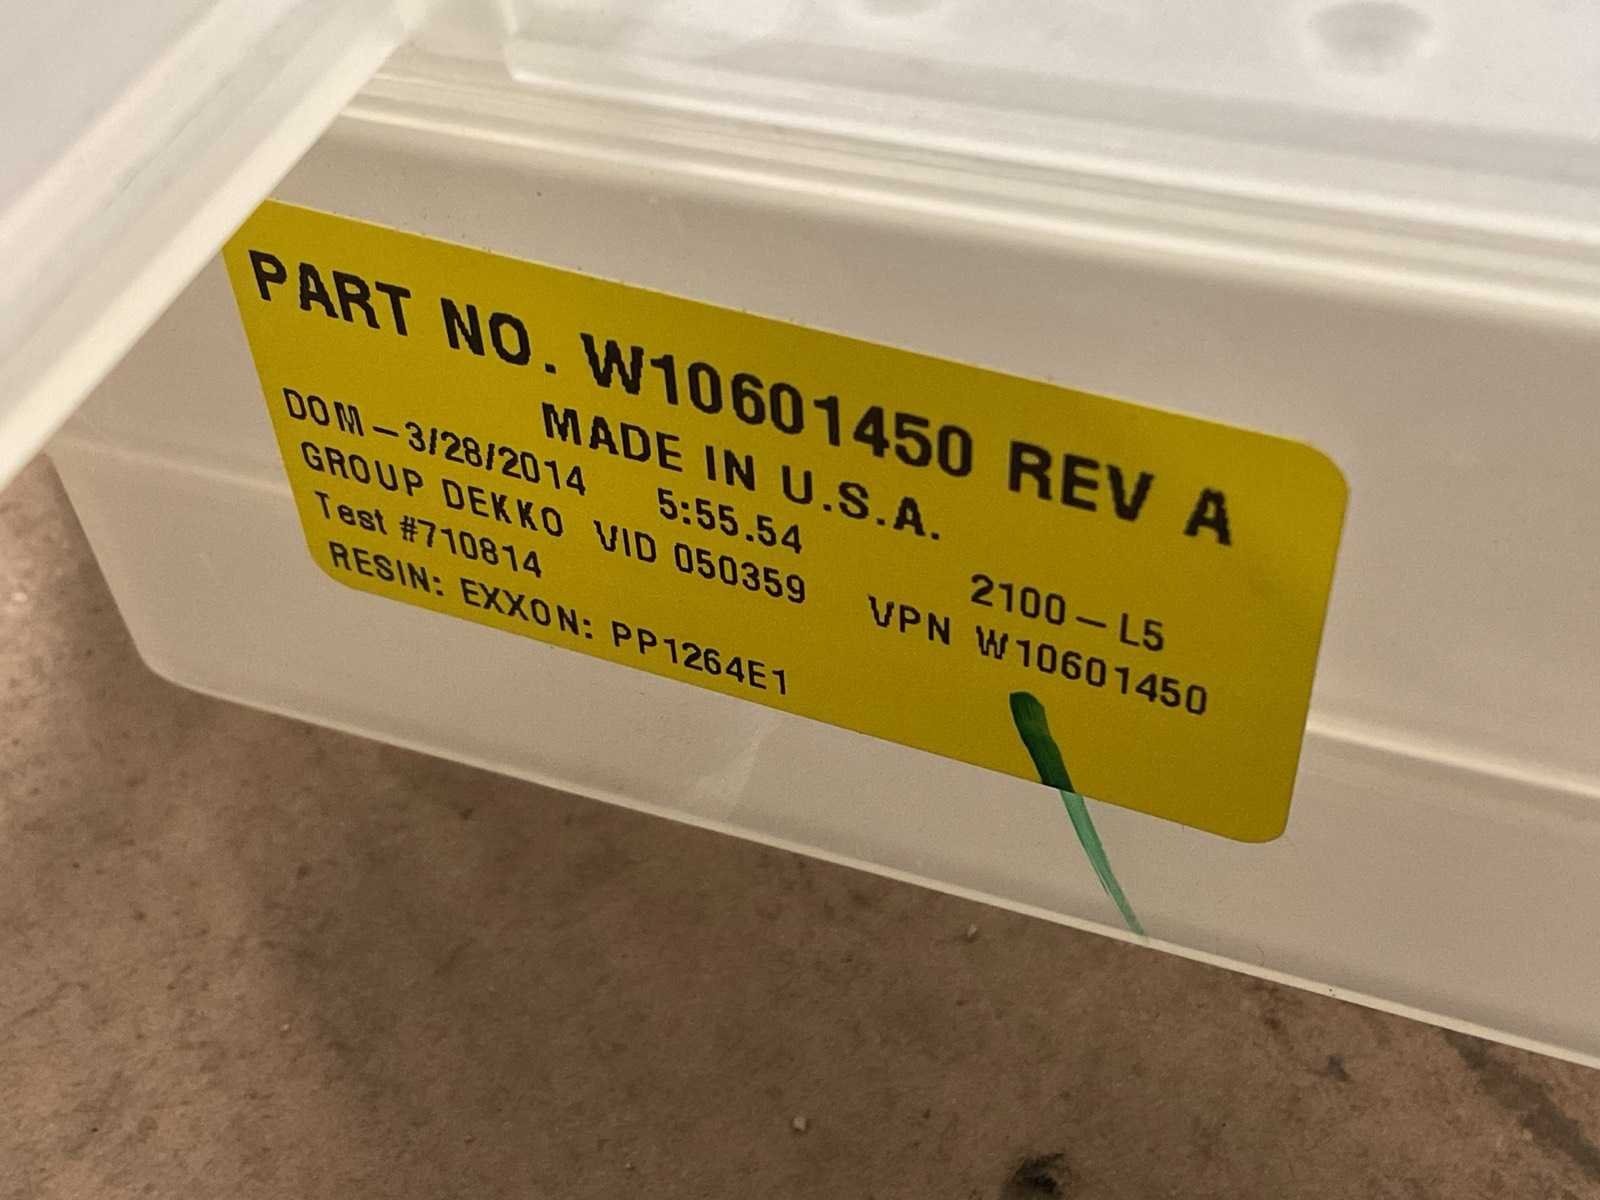 PART NO. W10601450 REV A
MADE IN U.S.A.
DOM-3/28/2014 5:55.54 2100-L5
GROUP DEKKO VID 050359 VPN W10601450
Test #710814
RESIN: EXXON: PP1264E1